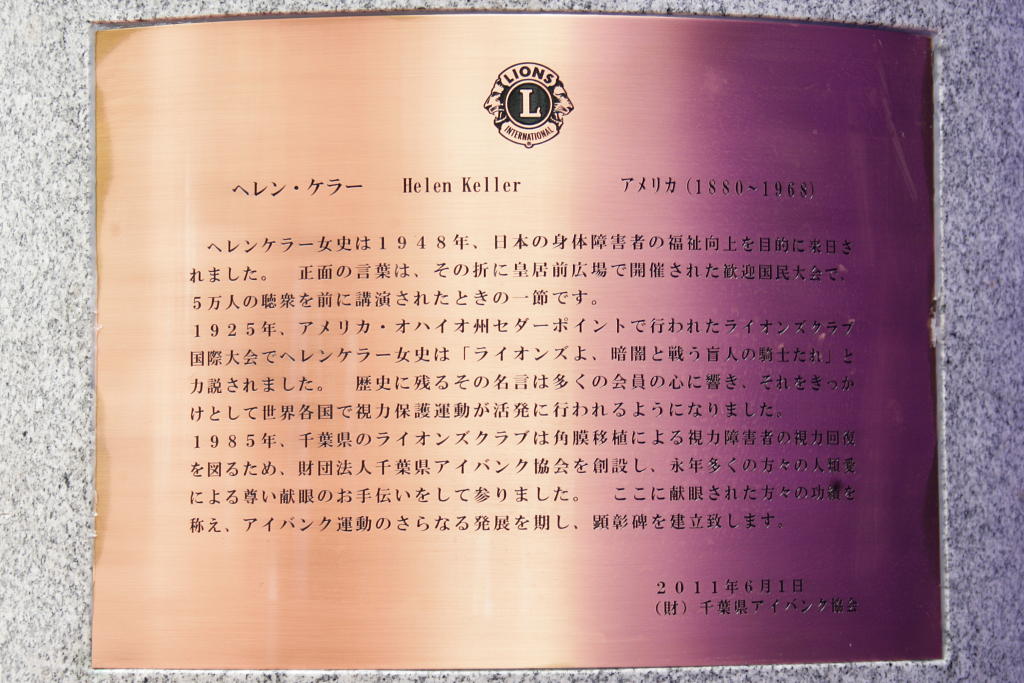 LIONS
L
INTERNATIONAL
ヘレン・ケラー　Helen Keller　アメリカ(1880～1968)
ヘレンケラー女史は１９４８年、日本の身体障害者の福祉向上を目的に来日さ
れました。　正面の言葉は、その折に皇居前広場で開催された歓迎国民大会で、
５万人の聴衆を前に講演されたときの一節です。
１９２５年、アメリカ・オハイオ州セダーポイントで行われたライオンズクラブ
国際大会でヘレンケラー女史は「ライオンズよ、暗闇と戦う盲人の騎士たれ」と
力説されました。　歴史に残るその名言は多くの会員の心に響き、それをきっか
けとして世界各国で視力保護運動が活発に行われるようになりました。
１９８５年、千葉県のライオンズクラブは角膜移植による視力障害者の視力回復
を図るため、財団法人千葉県アイバンク協会を創設し、永年多くの方々の人類愛
による尊い献眼のお手伝いをして参りました。　ここに献眼された方々の功績を
称え、アイバンク運動のさらなる発展を期し、顕彰碑を建立致します。
２０１１年６月１日
（財）千葉県アイバンク協会